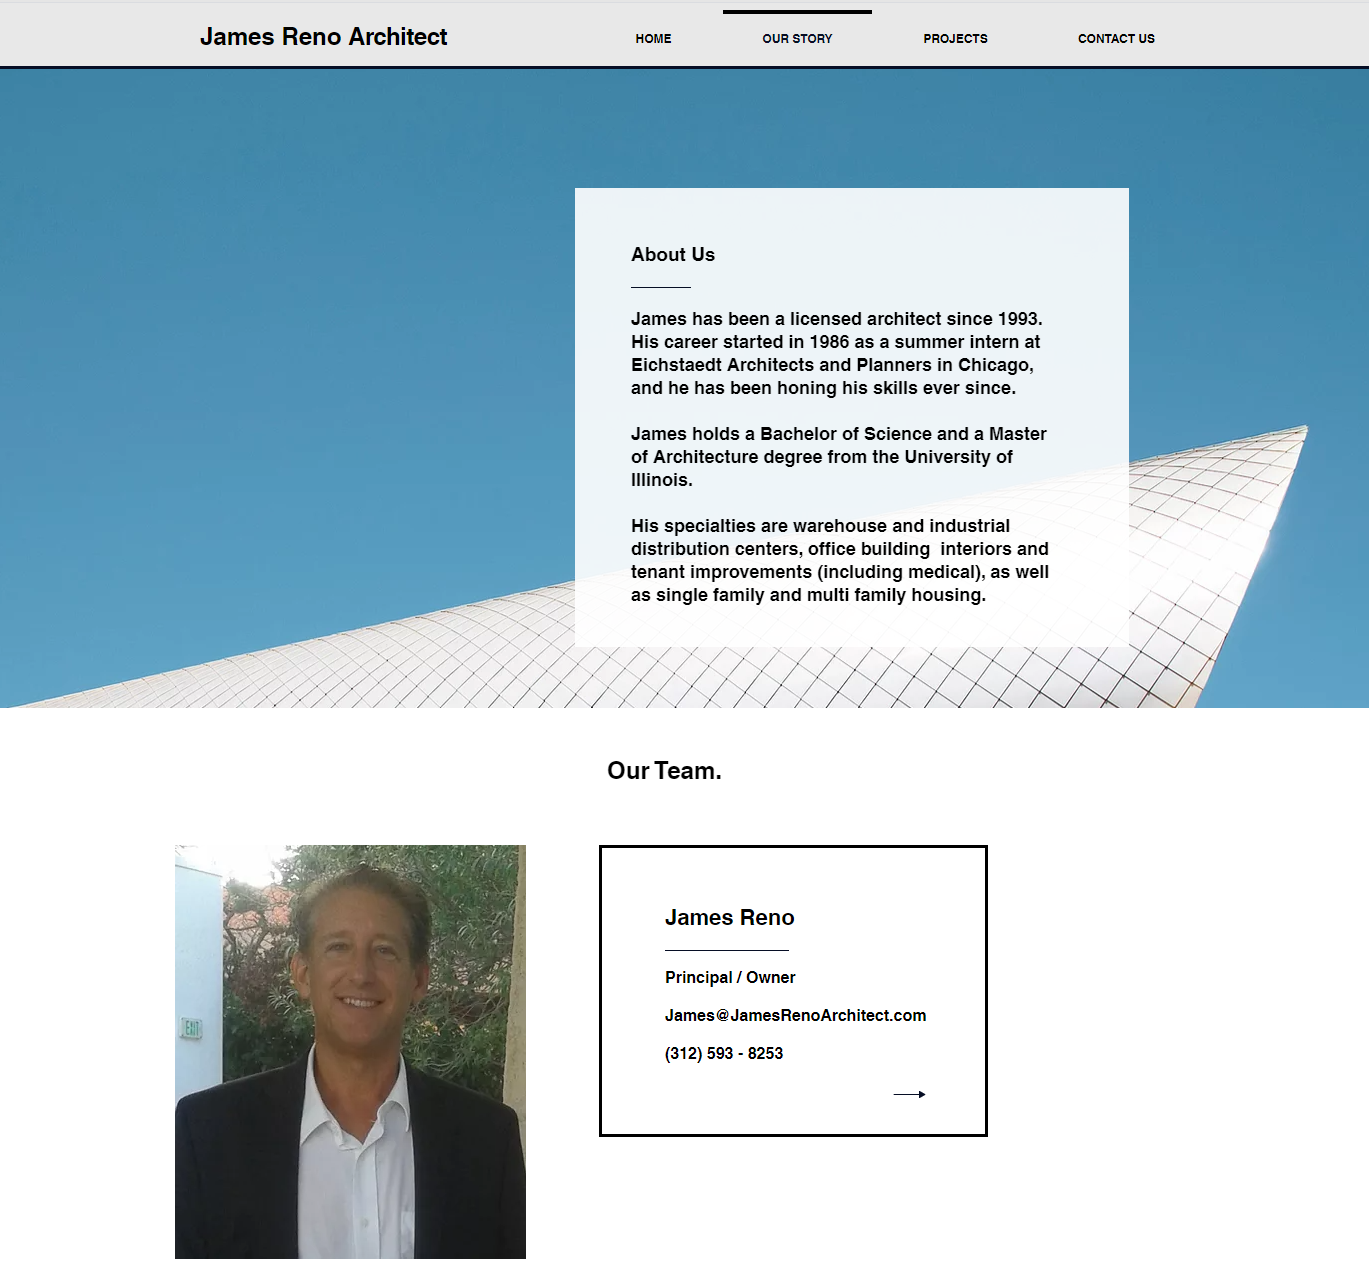 James Reno Architect
HOME
OUR STORY
PROJECTS
CONTACT US
About Us
James has been a licensed architect since 1993.
His career started in 1986 as a summer intern at
Eichstaedt Architects and Planners in Chicago,
and he has been honing his skills ever since.
James holds a Bachelor of Science and a Master
of Architecture degree from the University of
Illinois.
His specialties are warehouse and industrial
distribution centers, office building  interiors and
tenant improvements (including medical), as well
as single family and multi family housing.
Our Team.
EXIT
James Reno
Principal / Owner
James@JamesRenoArchitect.com
(312) 593 - 8253